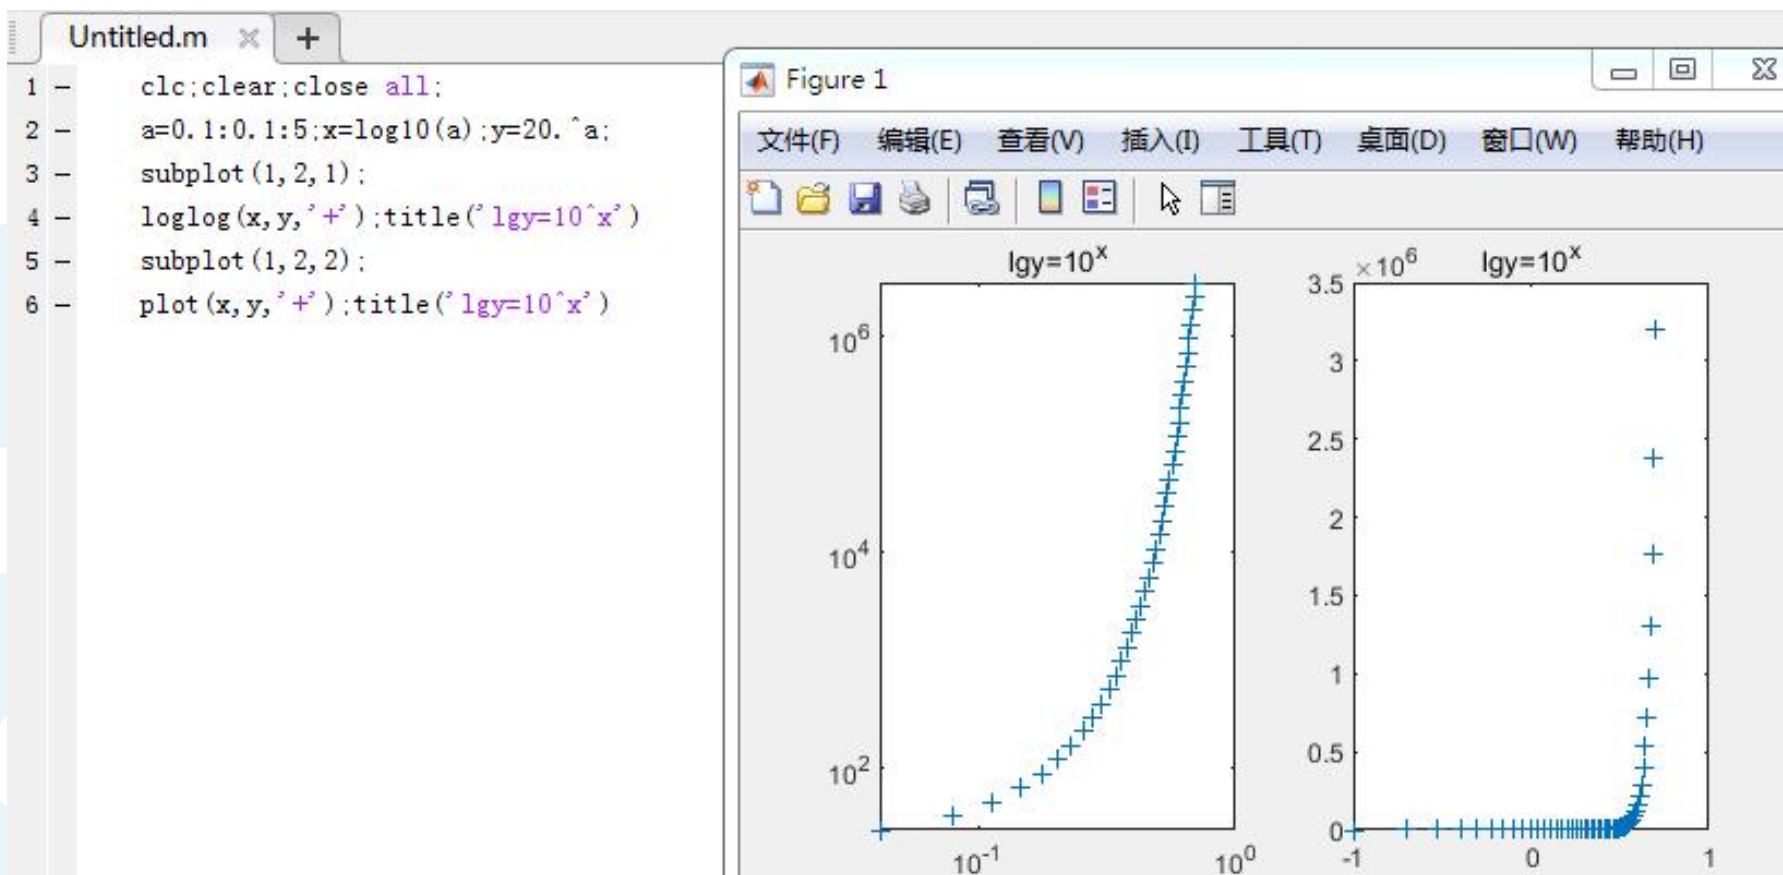 Untitled.m
1 - clc;clear;close all;
2 - a=0.1:0.1:5;x=log10(a);y=20.^a;
3 - subplot(1,2,1);
4 - loglog(x,y,'+');title('lgy=10^x')
5 - subplot(1,2,2);
6 - plot(x,y,'+');title('lgy=10^x')
Figure 1
文件(F) 编辑(E) 查看(V) 插入(I) 工具(T) 桌面(D) 窗口(W) 帮助(H)
lgy=10^x
10^6
10^4
10^2
10^-1 10^0
×10^6 lgy=10^x
3.5
3
2.5
2
1.5
1
0.5
0
-1 0 1